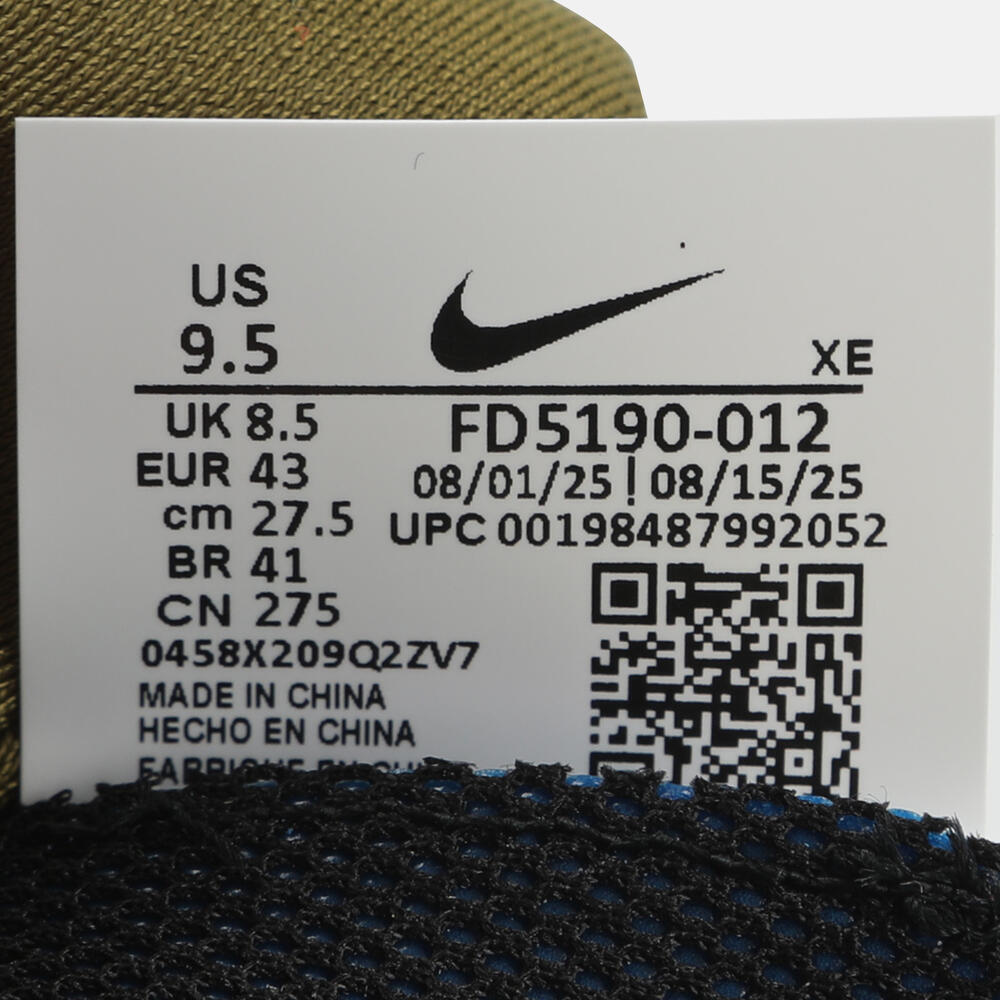 US
9.5
XE
UK 8.5
EUR 43
cm 27.5
BR 41
CN 275
FD5190-012
08/01/25 | 08/15/25
UPC 00198487992052
0458X209Q2ZV7
MADE IN CHINA
HECHO EN CHINA